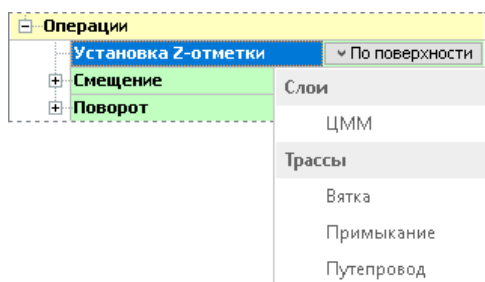 Операции
Установка Z-отметки По поверхности
Смещение
Поворот
Слои
ЦММ
Трассы
Вятка
Примыкание
Путепровод